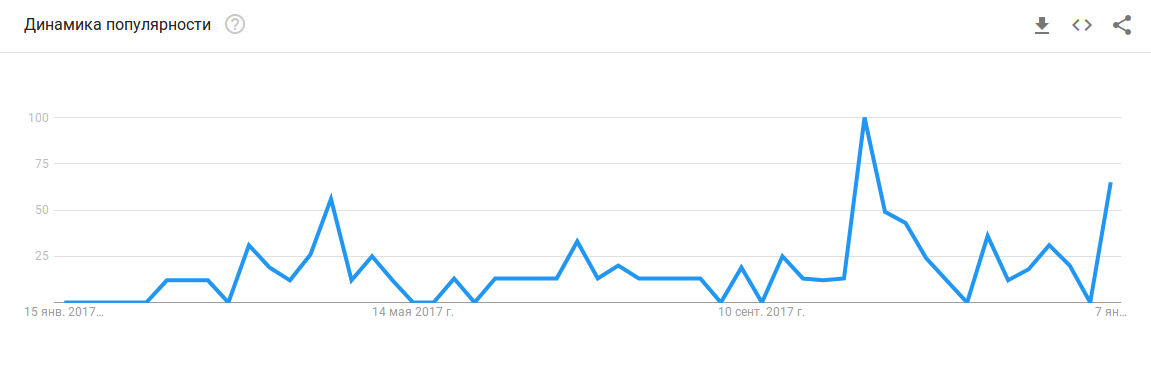 Динамика популярности
100
75
50
25
15 янв. 2017…
14 мая 2017 г.
10 сент. 2017 г.
7 ян…